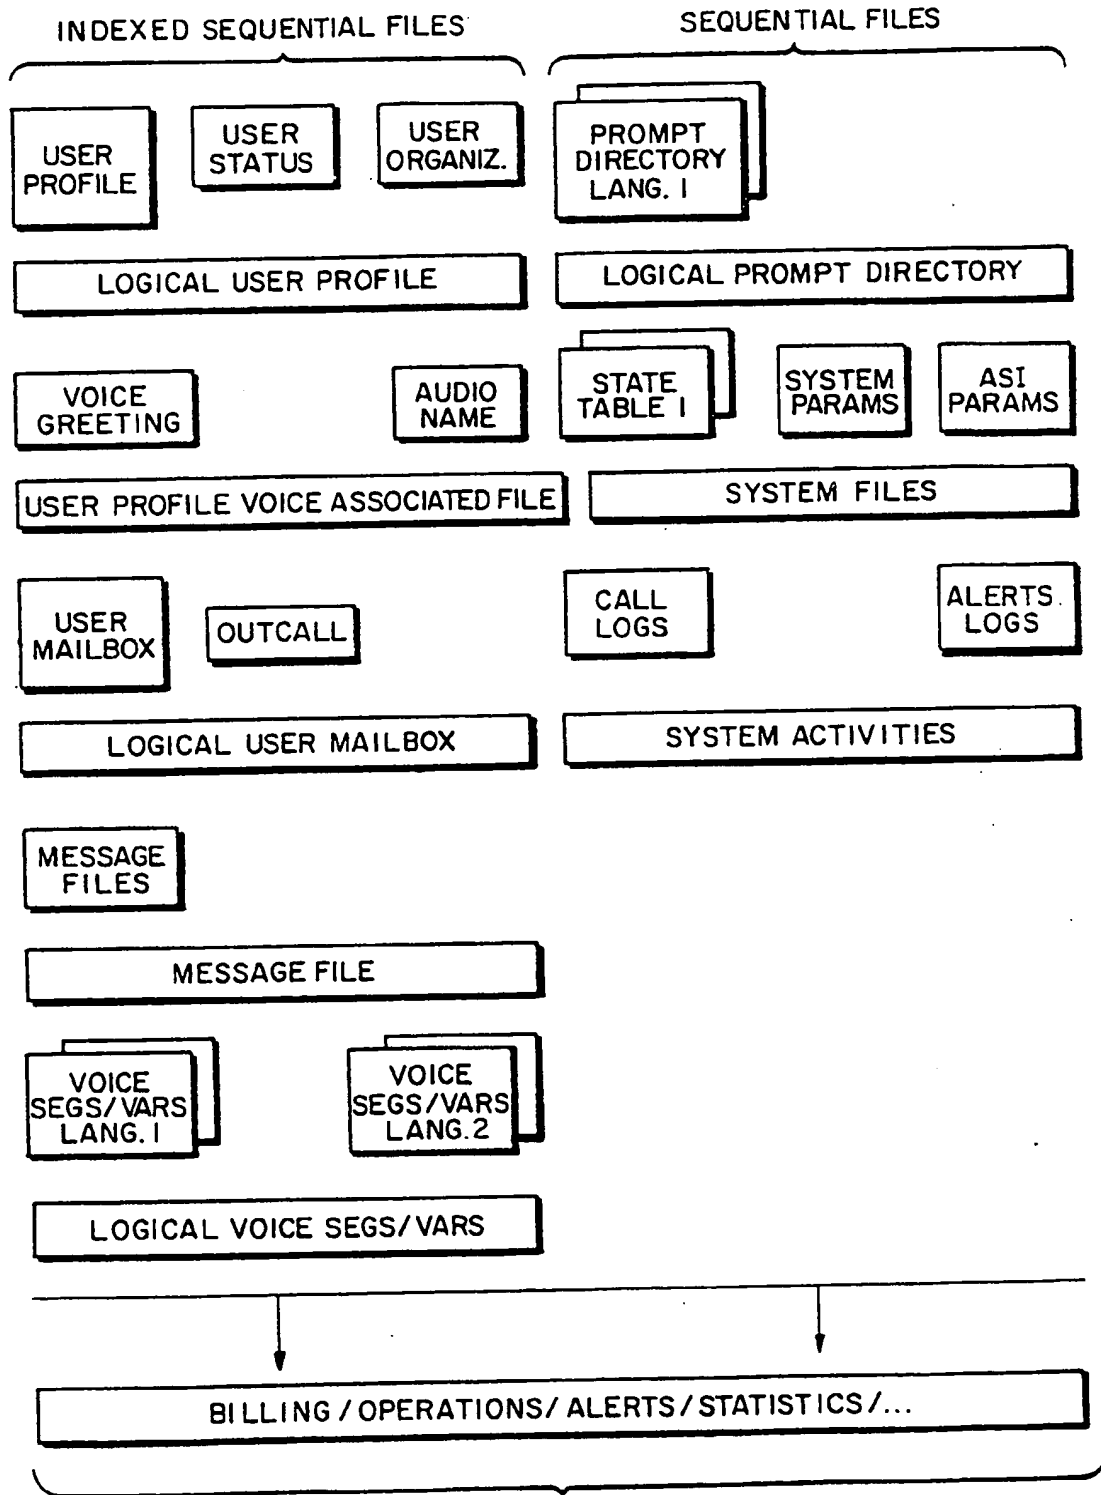 INDEXED SEQUENTIAL FILES
SEQUENTIAL FILES
USER
PROFILE
USER
STATUS
USER
ORGANIZ.
PROMPT
DIRECTORY
LANG. 1
LOGICAL USER PROFILE
LOGICAL PROMPT DIRECTORY
VOICE
GREETING
AUDIO
NAME
STATE
TABLE 1
SYSTEM
PARAMS
ASI
PARAMS
USER PROFILE VOICE ASSOCIATED FILE
SYSTEM FILES
USER
MAILBOX
OUTCALL
CALL
LOGS
ALERTS
LOGS
LOGICAL USER MAILBOX
SYSTEM ACTIVITIES
MESSAGE
FILES
MESSAGE FILE
VOICE
SEGS/VARS
LANG. 1
VOICE
SEGS/VARS
LANG. 2
LOGICAL VOICE SEGS/VARS
BILLING/OPERATIONS/ALERTS/STATISTICS/...